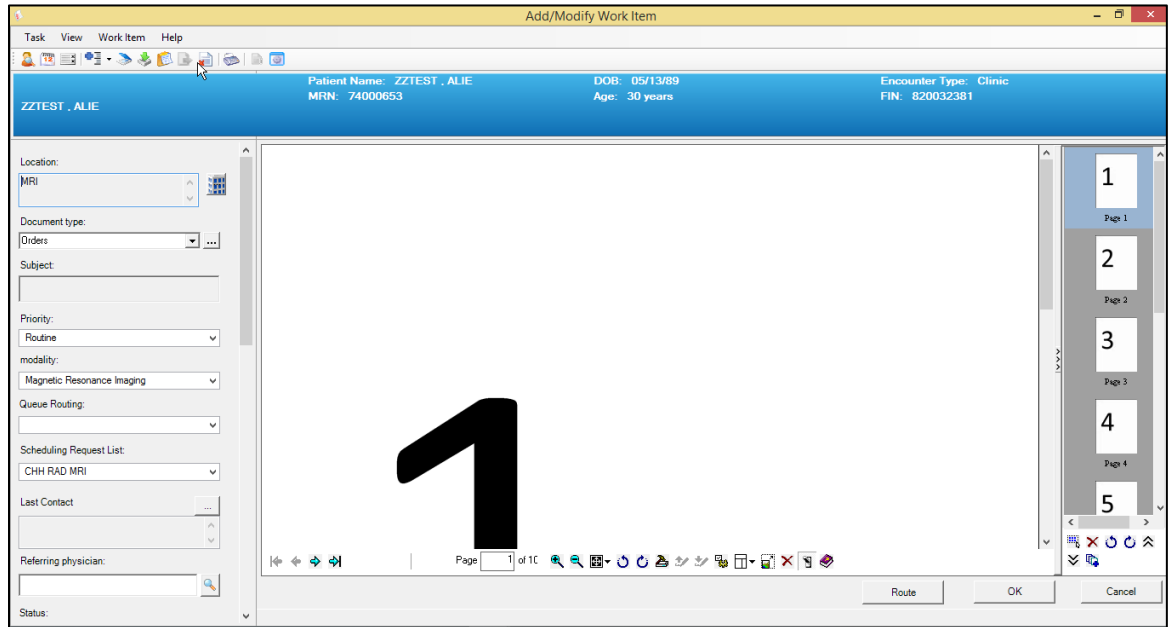 Add/Modify Work Item
Task View Work Item Help
ZZTEST , ALIE
Patient Name: ZZTEST , ALIE
MRN: 74000653
DOB: 05/13/89
Age: 30 years
Encounter Type: Clinic
FIN: 820032381
Location:
MRI
Document type:
Orders
...
Subject:
Priority:
Routine
modality:
Magnetic Resonance Imaging
Queue Routing:
Scheduling Request List:
CHH RAD MRI
Last Contact
...
Referring physician:
Status:
1
Page 1 of 10
1
Page 1
2
Page 2
3
Page 3
4
Page 4
5
Route
OK
Cancel